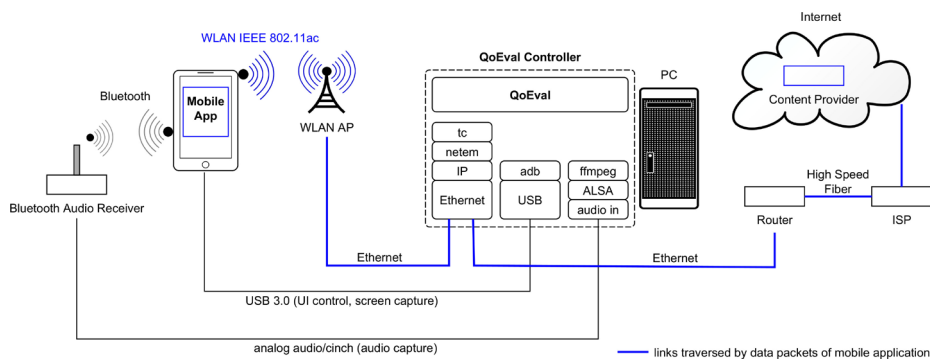 Internet
WLAN IEEE 802.11ac
QoEval Controller
PC
Bluetooth
Mobile
App
QoEval
Content Provider
WLAN AP
tc
netem
IP
adb
ffmpeg
High Speed
Fiber
Ethernet
USB
ALSA
audio in
Bluetooth Audio Receiver
Router
ISP
Ethernet
Ethernet
USB 3.0 (UI control, screen capture)
analog audio/cinch (audio capture)
links traversed by data packets of mobile application